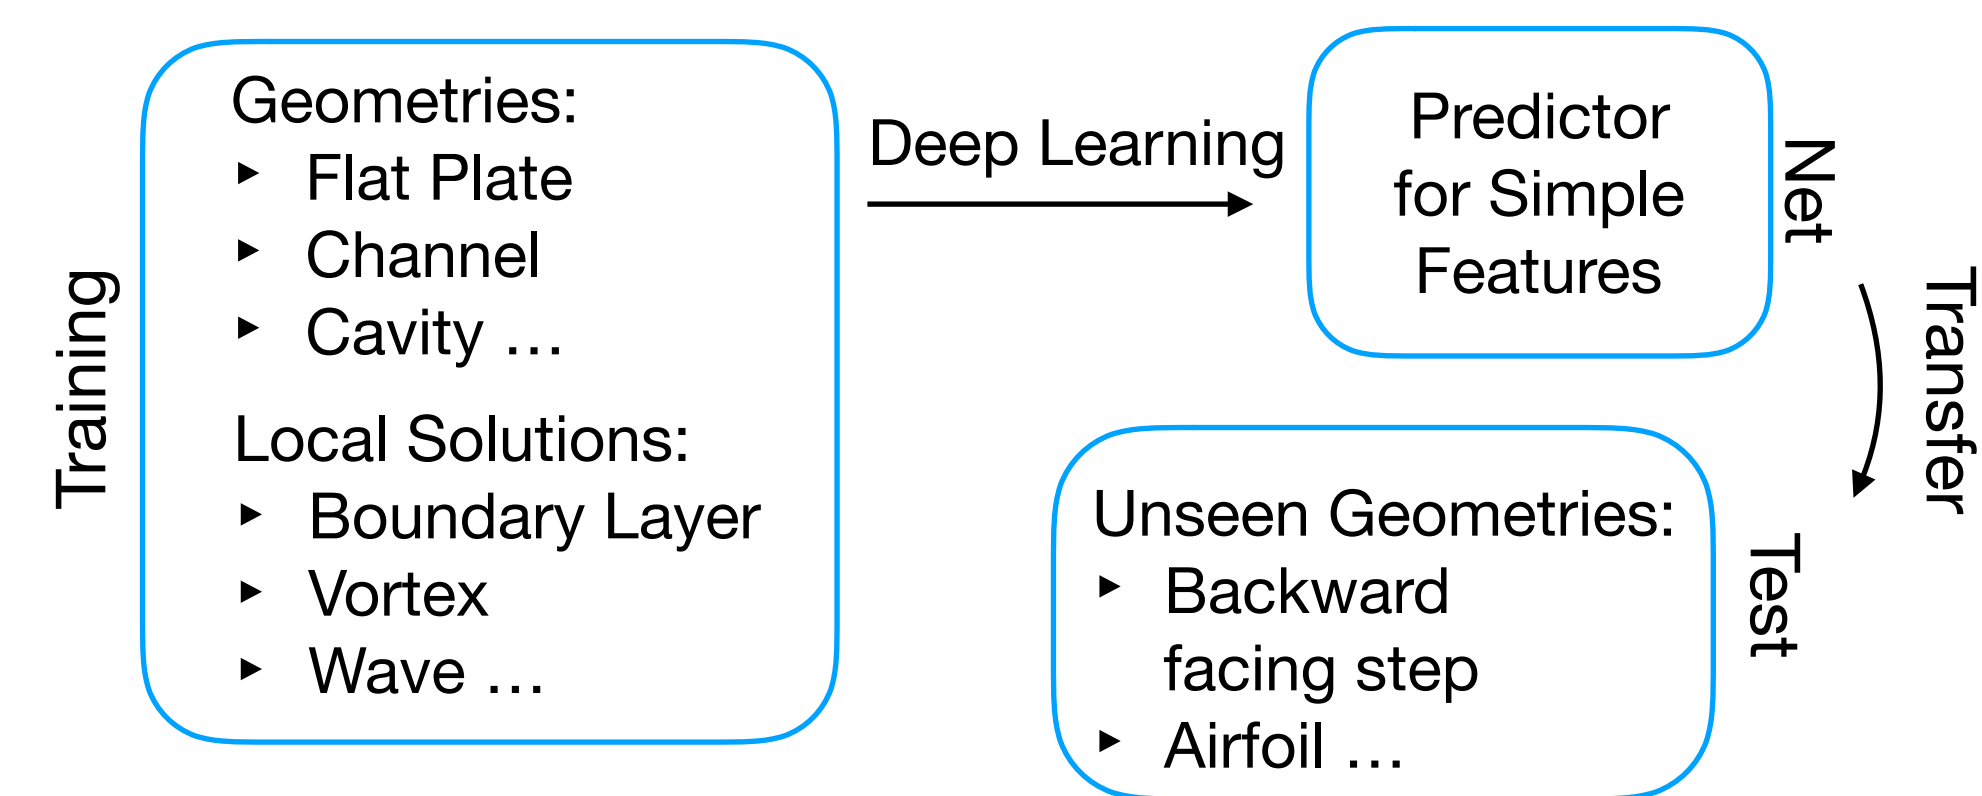 Training
Geometries:
‣ Flat Plate
‣ Channel
‣ Cavity …
Local Solutions:
‣ Boundary Layer
‣ Vortex
‣ Wave …
Deep Learning
Predictor
for Simple
Features
Net
Transfer
Unseen Geometries:
‣ Backward
facing step
‣ Airfoil …
Test